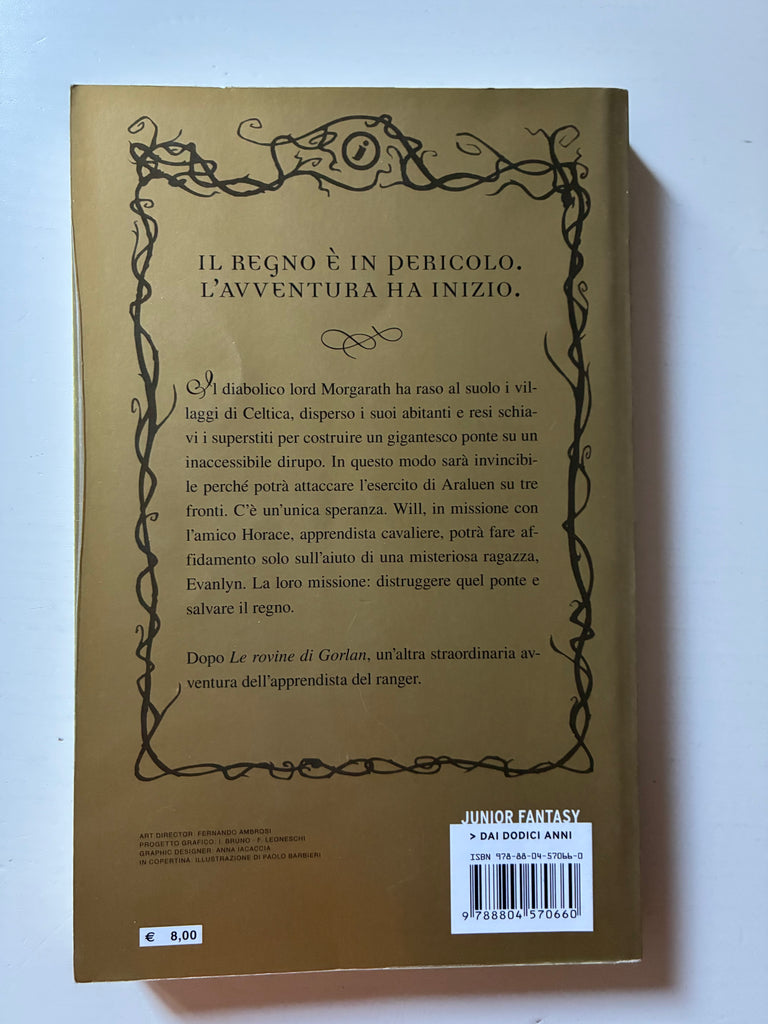 j
IL REGNO È IN PERICOLO.
L'AVVENTURA HA INIZIO.
Il diabolico lord Morgarath ha raso al suolo i vil-
laggi di Celtica, disperso i suoi abitanti e resi schia-
vi i superstiti per costruire un gigantesco ponte su un
inaccessibile dirupo. In questo modo sarà invincibi-
le perché potrà attaccare l'esercito di Araluen su tre
fronti. C'è un'unica speranza. Will, in missione con
l'amico Horace, apprendista cavaliere, potrà fare af-
fidamento solo sull'aiuto di una misteriosa ragazza,
Evanlyn. La loro missione: distruggere quel ponte e
salvare il regno.
Dopo Le rovine di Gorlan, un'altra straordinaria av-
ventura dell'apprendista del ranger.
ART DIRECTOR: FERNANDO AMBROSI
PROGETTO GRAFICO: I. BRUNO - F. LEONESCHI
GRAPHIC DESIGNER: ANNA IACACCIA
IN COPERTINA: ILLUSTRAZIONE DI PAOLO BARBIERI
€ 8,00
JUNIOR FANTASY
> DAI DODICI ANNI
ISBN 978-88-04-57066-0
9 788804 570660